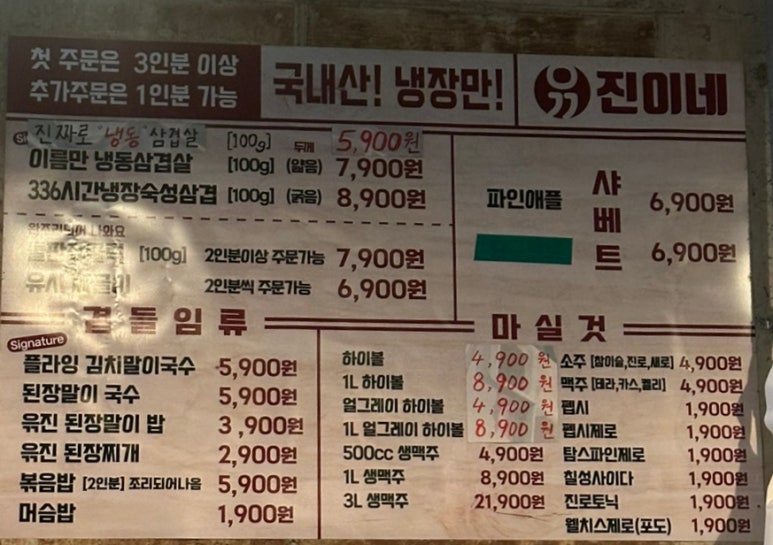 첫 주문은 3인분 이상
추가주문은 1인분 가능
국내산! 냉장만!
진이네
진짜로 "냉동" 삼겹살 [100g] 두께 5,900원
이름만 냉동삼겹살 [100g] (얇음) 7,900원
336시간냉장숙성삼겹 [100g] (굵음) 8,900원
나와요
[100g] 2인분이상 주문가능 7,900원
2인분씩 주문가능 6,900원
파인애플 샤베트 6,900원
6,900원
곁들임류
Signature
플라잉 김치말이국수 5,900원
된장말이 국수 5,900원
유진 된장말이 밥 3,900원
유진 된장찌개 2,900원
볶음밥 [2인분] 조리되어나옴 5,900원
머슴밥 1,900원
마실것
하이볼 4,900원
1L 하이볼 8,900원
얼그레이 하이볼 4,900원
1L 얼그레이 하이볼 8,900원
500cc 생맥주 4,900원
1L 생맥주 8,900원
3L 생맥주 21,900원
소주 [참이슬,진로,새로] 4,900원
맥주 [테라,카스,켈리] 4,900원
펩시 1,900원
펩시제로 1,900원
탐스파인제로 1,900원
칠성사이다 1,900원
진로토닉 1,900원
웰치스제로(포도) 1,900원